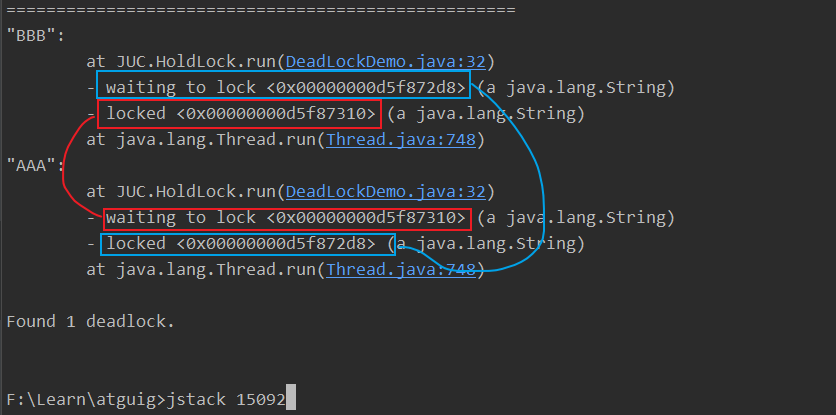 ===================================================
"BBB":
at JUC.HoldLock.run(DeadLockDemo.java:32)
- waiting to lock <0x00000000d5f872d8> (a java.lang.String)
- locked <0x00000000d5f87310> (a java.lang.String)
at java.lang.Thread.run(Thread.java:748)
"AAA":
at JUC.HoldLock.run(DeadLockDemo.java:32)
- waiting to lock <0x00000000d5f87310> (a java.lang.String)
- locked <0x00000000d5f872d8> (a java.lang.String)
at java.lang.Thread.run(Thread.java:748)
Found 1 deadlock.
F:\Learn\atguig>jstack 15092